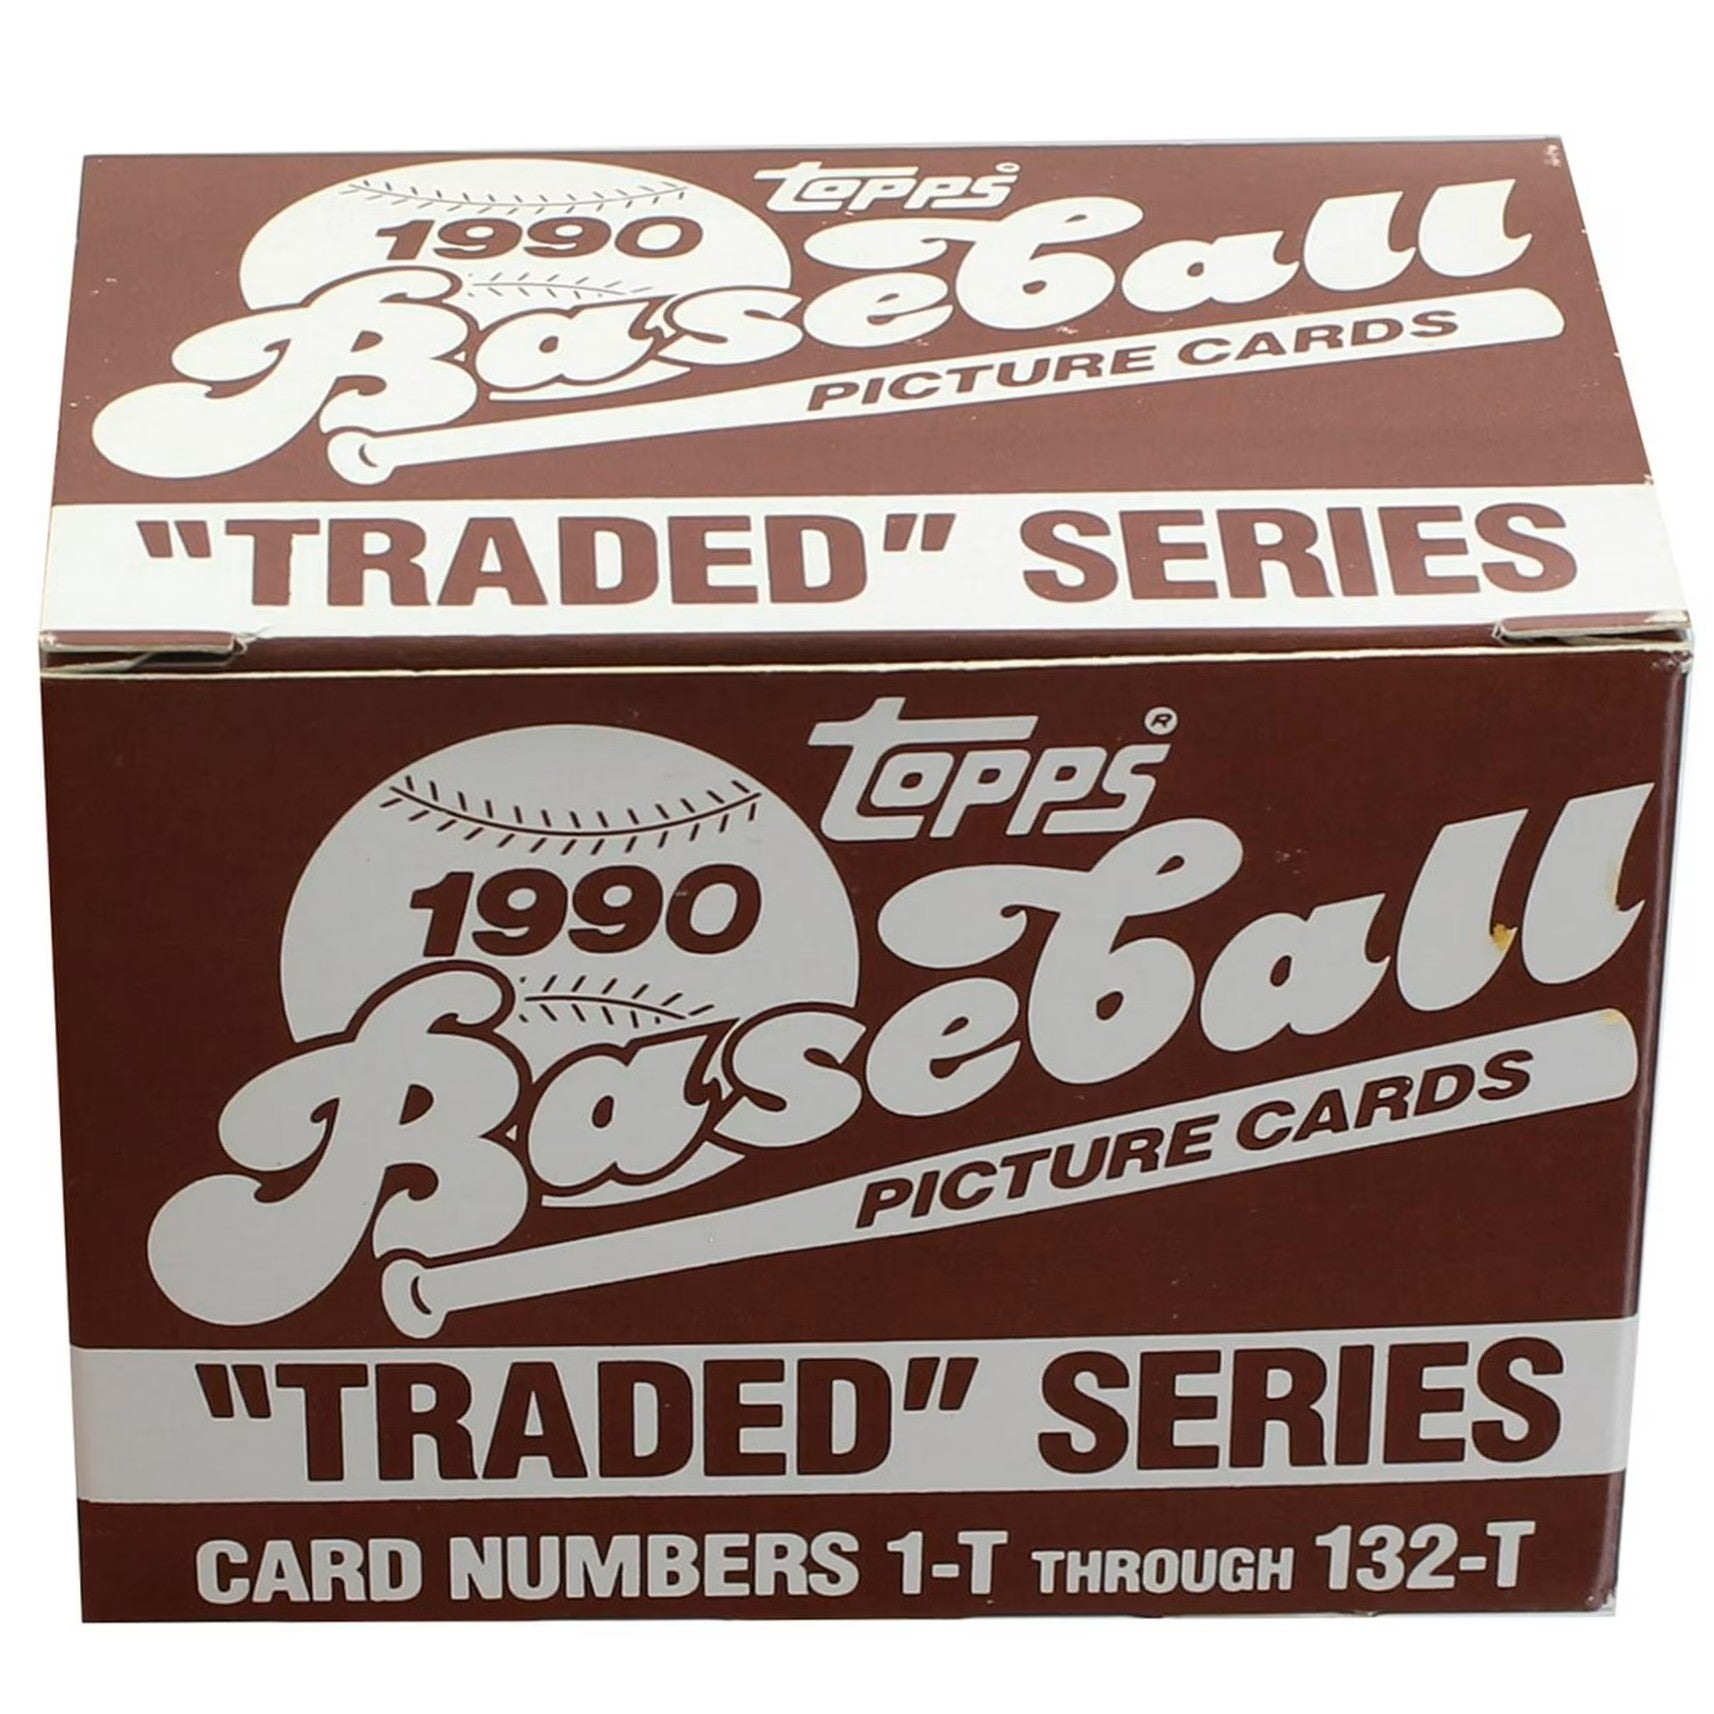 topps®
1990
Baseball
PICTURE CARDS
"TRADED" SERIES
topps®
1990
Baseball
PICTURE CARDS
"TRADED" SERIES
CARD NUMBERS 1-T THROUGH 132-T